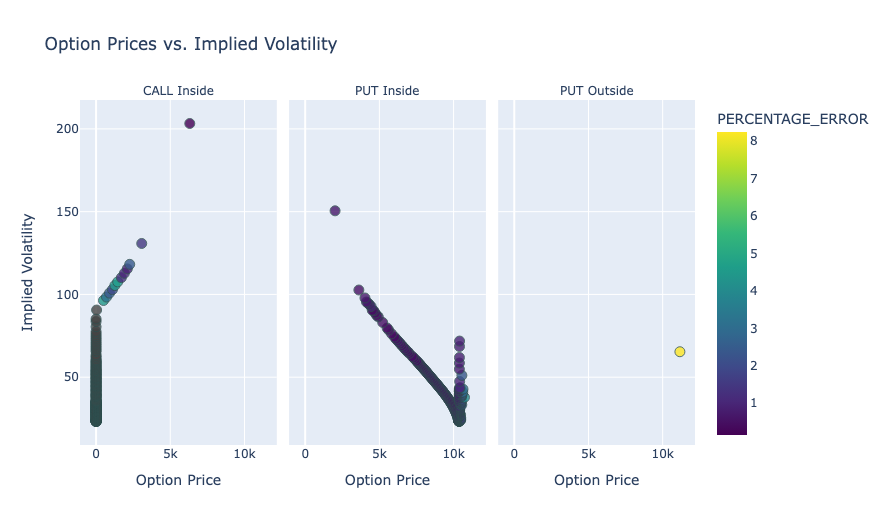 Option Prices vs. Implied Volatility
CALL Inside
PUT Inside
PUT Outside
PERCENTAGE_ERROR
200
150
100
50
Implied Volatility
0 5k 10k
0 5k 10k
0 5k 10k
Option Price
Option Price
Option Price
8
7
6
5
4
3
2
1